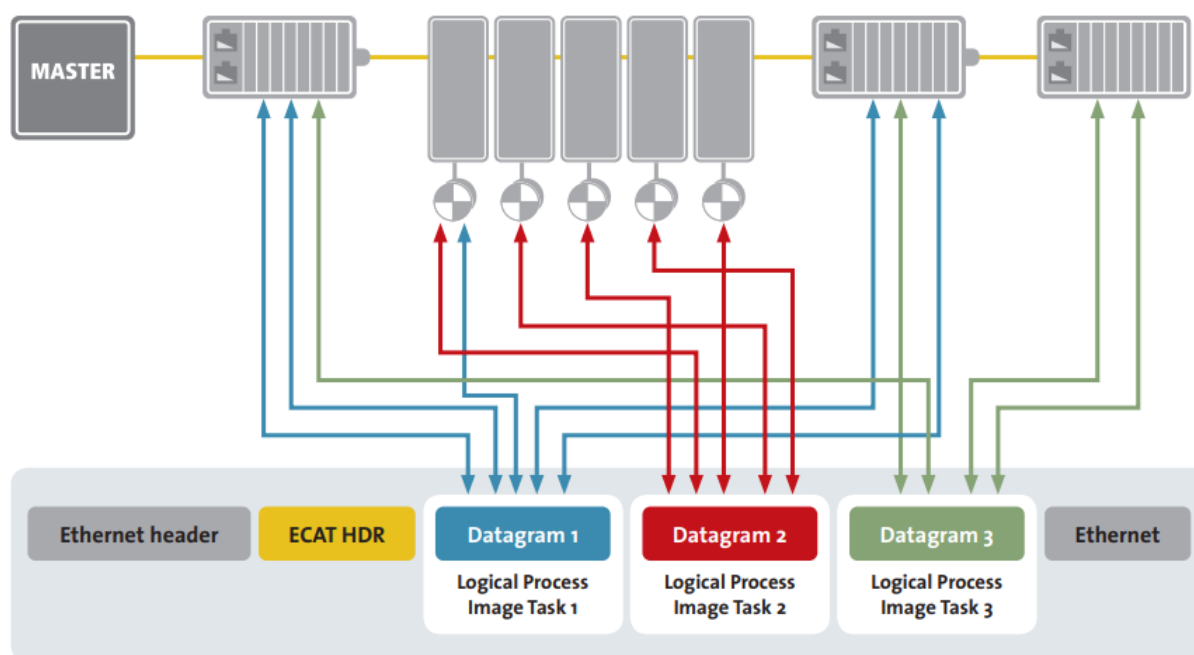 MASTER
Ethernet header
ECAT HDR
Datagram 1
Datagram 2
Datagram 3
Ethernet
Logical Process
Image Task 1
Logical Process
Image Task 2
Logical Process
Image Task 3